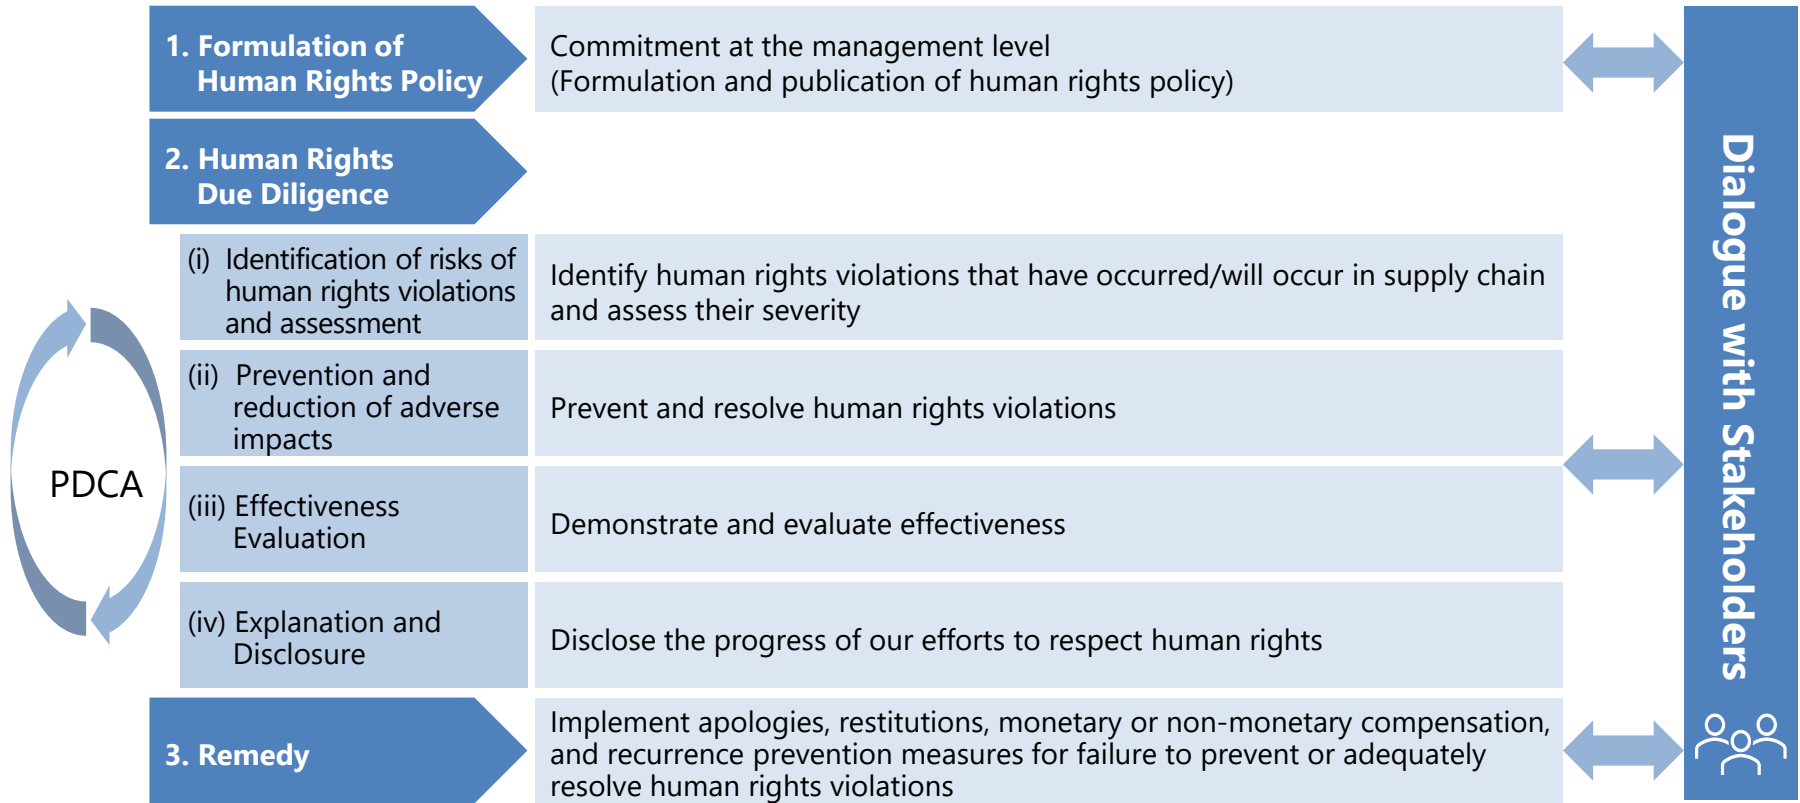 1. Formulation of
Human Rights Policy
Commitment at the management level
(Formulation and publication of human rights policy)
2. Human Rights
Due Diligence
(i) Identification of risks of
human rights violations
and assessment
Identify human rights violations that have occurred/will occur in supply chain
and assess their severity
(ii) Prevention and
reduction of adverse
impacts
Prevent and resolve human rights violations
PDCA
(iii) Effectiveness
Evaluation
Demonstrate and evaluate effectiveness
(iv) Explanation and
Disclosure
Disclose the progress of our efforts to respect human rights
3. Remedy
Implement apologies, restitutions, monetary or non-monetary compensation,
and recurrence prevention measures for failure to prevent or adequately
resolve human rights violations
Dialogue with Stakeholders